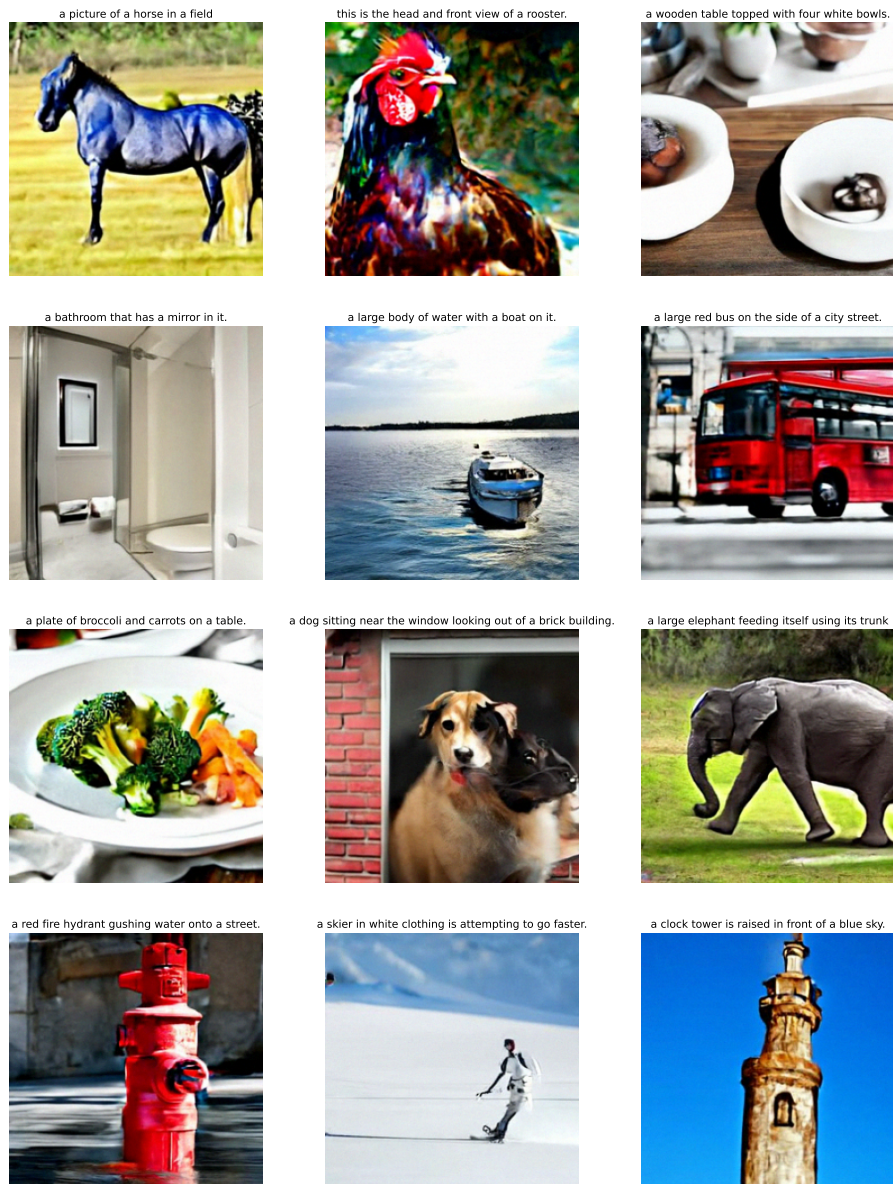 a picture of a horse in a field
this is the head and front view of a rooster.
a wooden table topped with four white bowls.
a bathroom that has a mirror in it.
a large body of water with a boat on it.
a large red bus on the side of a city street.
a plate of broccoli and carrots on a table.
a dog sitting near the window looking out of a brick building.
a large elephant feeding itself using its trunk
a red fire hydrant gushing water onto a street.
a skier in white clothing is attempting to go faster.
a clock tower is raised in front of a blue sky.